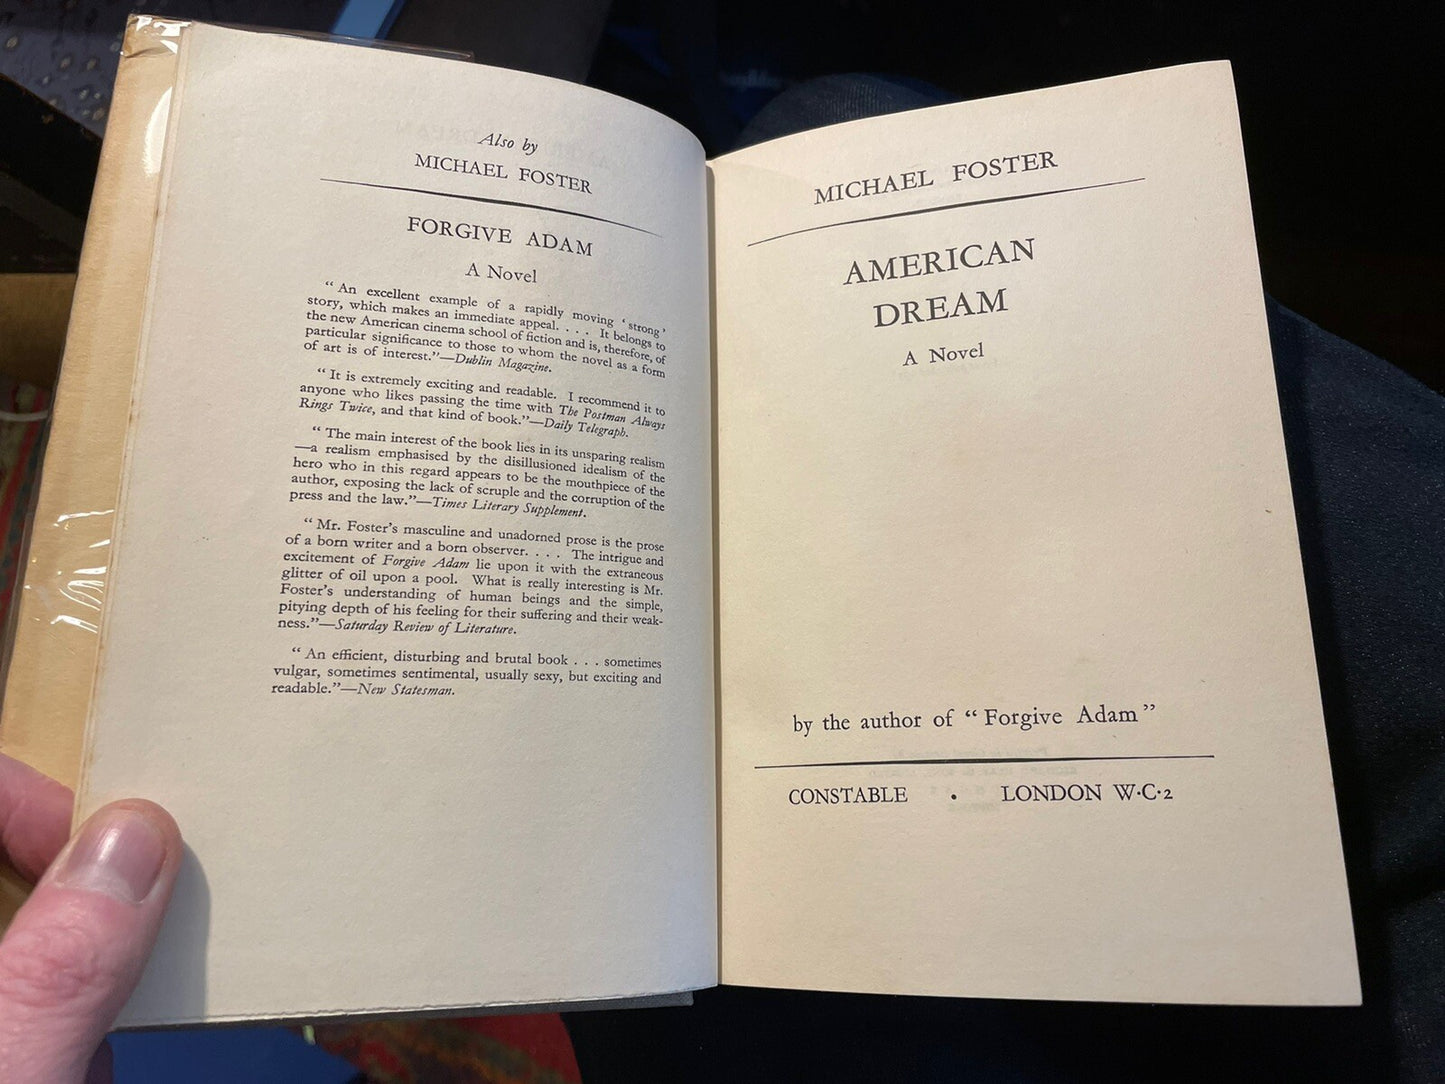 Also by
MICHAEL FOSTER
FORGIVE ADAM
A Novel
“ An excellent example of a rapidly moving ‘ strong ’
story, which makes an immediate appeal. . . . It belongs to
the new American cinema school of fiction and is, therefore, of
particular significance to those to whom the novel as a form
of art is of interest.”—Dublin Magazine.
“ It is extremely exciting and readable. I recommend it to
anyone who likes passing the time with The Postman Always
Rings Twice, and that kind of book.”—Daily Telegraph.
“ The main interest of the book lies in its unsparing realism
—a realism emphasised by the disillusioned idealism of the
hero who in this regard appears to be the mouthpiece of the
author, exposing the lack of scruple and the corruption of the
press and the law.”—Times Literary Supplement.
“ Mr. Foster’s masculine and unadorned prose is the prose
of a born writer and a born observer. . . . The intrigue and
excitement of Forgive Adam lie upon it with the extraneous
glitter of oil upon a pool. What is really interesting is Mr.
Foster’s understanding of human beings and the simple,
pitying depth of his feeling for their suffering and their weak-
ness.”—Saturday Review of Literature.
“ An efficient, disturbing and brutal book . . . sometimes
vulgar, sometimes sentimental, usually sexy, but exciting and
readable.”—New Statesman.
MICHAEL FOSTER
AMERICAN
DREAM
A Novel
by the author of “ Forgive Adam ”
CONSTABLE · LONDON W·C·2